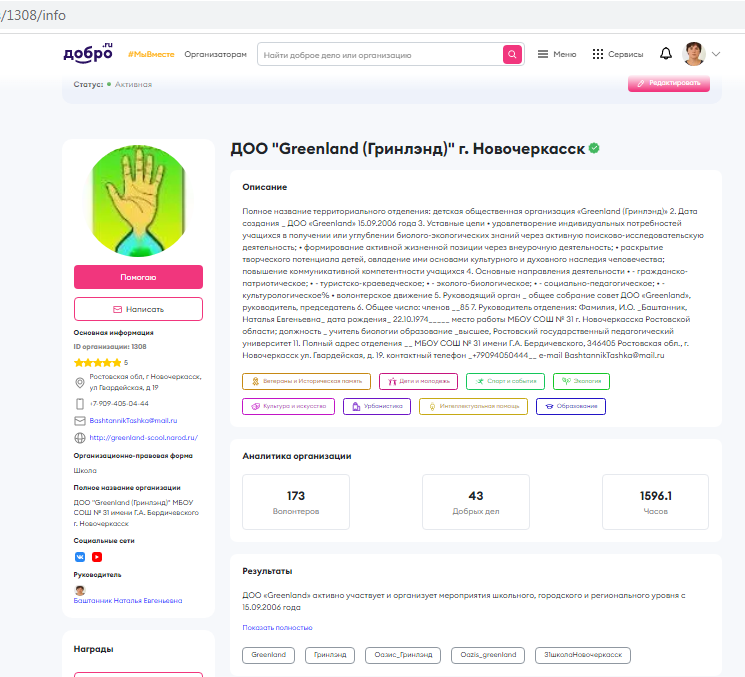 /1308/info
добро.ru
#МыВместе Организаторам Найти доброе дело или организацию Меню Сервисы
Статус: Активная Редактировать
ДОО "Greenland (Гринлэнд)" г. Новочеркасск
Описание
Полное название территориального отделения: детская общественная организация «Greenland (Гринлэнд)» 2. Дата
создания _ ДОО «Greenland» 15.09.2006 года 3. Уставные цели • удовлетворение индивидуальных потребностей
учащихся в получении или углублении биолого-экологических знаний через активную поисково-исследовательскую
деятельность; • формирование активной жизненной позиции через внеурочную деятельность; • раскрытие
творческого потенциала детей, овладение ими основами культурного и духовного наследия человечества;
повышение коммуникативной компетентности учащихся 4. Основные направления деятельности • - гражданско-
патриотическое; • - туристско-краеведческое; • - эколого-биологическое; • - социально-педагогическое; • -
культурологическое% • волонтерское движение 5. Руководящий орган _ общее собрание совет ДОО «Greenland»,
руководитель, председатель 6. Общее число: членов __85 7. Руководитель отделения: Фамилия, И.О. _Баштанник,
Наталья Евгеньевна_ дата рождения_ 22.10.1974_____ место работы МБОУ СОШ № 31 г. Новочеркасска Ростовской
области; должность _ учитель биологии образование _высшее, Ростовский государственный педагогический
университет 11. Полный адрес отделения __ МБОУ СОШ № 31 имени Г.А. Бердичевского, 346405 Ростовская обл., г.
Новочеркасск ул. Гвардейская, д. 19. контактный телефон _+79094050444__ e-mail BashtannikTashka@mail.ru
Ветераны и Историческая память Дети и молодежь Спорт и события Экология
Культура и искусство Урбанистика Интеллектуальная помощь Образование
Помогаю
Написать
Основная информация
ID организации: 1308
5
Ростовская обл, г Новочеркасск,
ул Гвардейская, д 19
+7-909-405-04-44
BashtannikTashka@mail.ru
http://greenland-scool.narod.ru/
Организационно-правовая форма
Школа
Полное название организации
ДОО "Greenland (Гринлэнд)" МБОУ
СОШ № 31 имени Г.А. Бердичевского
г. Новочеркасск
Социальные сети
Руководитель
Баштанник Наталья Евгеньевна
Награды
Аналитика организации
173 43 1596.1
Волонтеров Добрых дел Часов
Результаты
ДОО «Greenland» активно участвует и организует мероприятия школьного, городского и регионального уровня с
15.09.2006 года
Показать полностью
Greenland Гринлэнд Оазис_Гринлэнд Oazis_greenland 31школаНовочеркасск